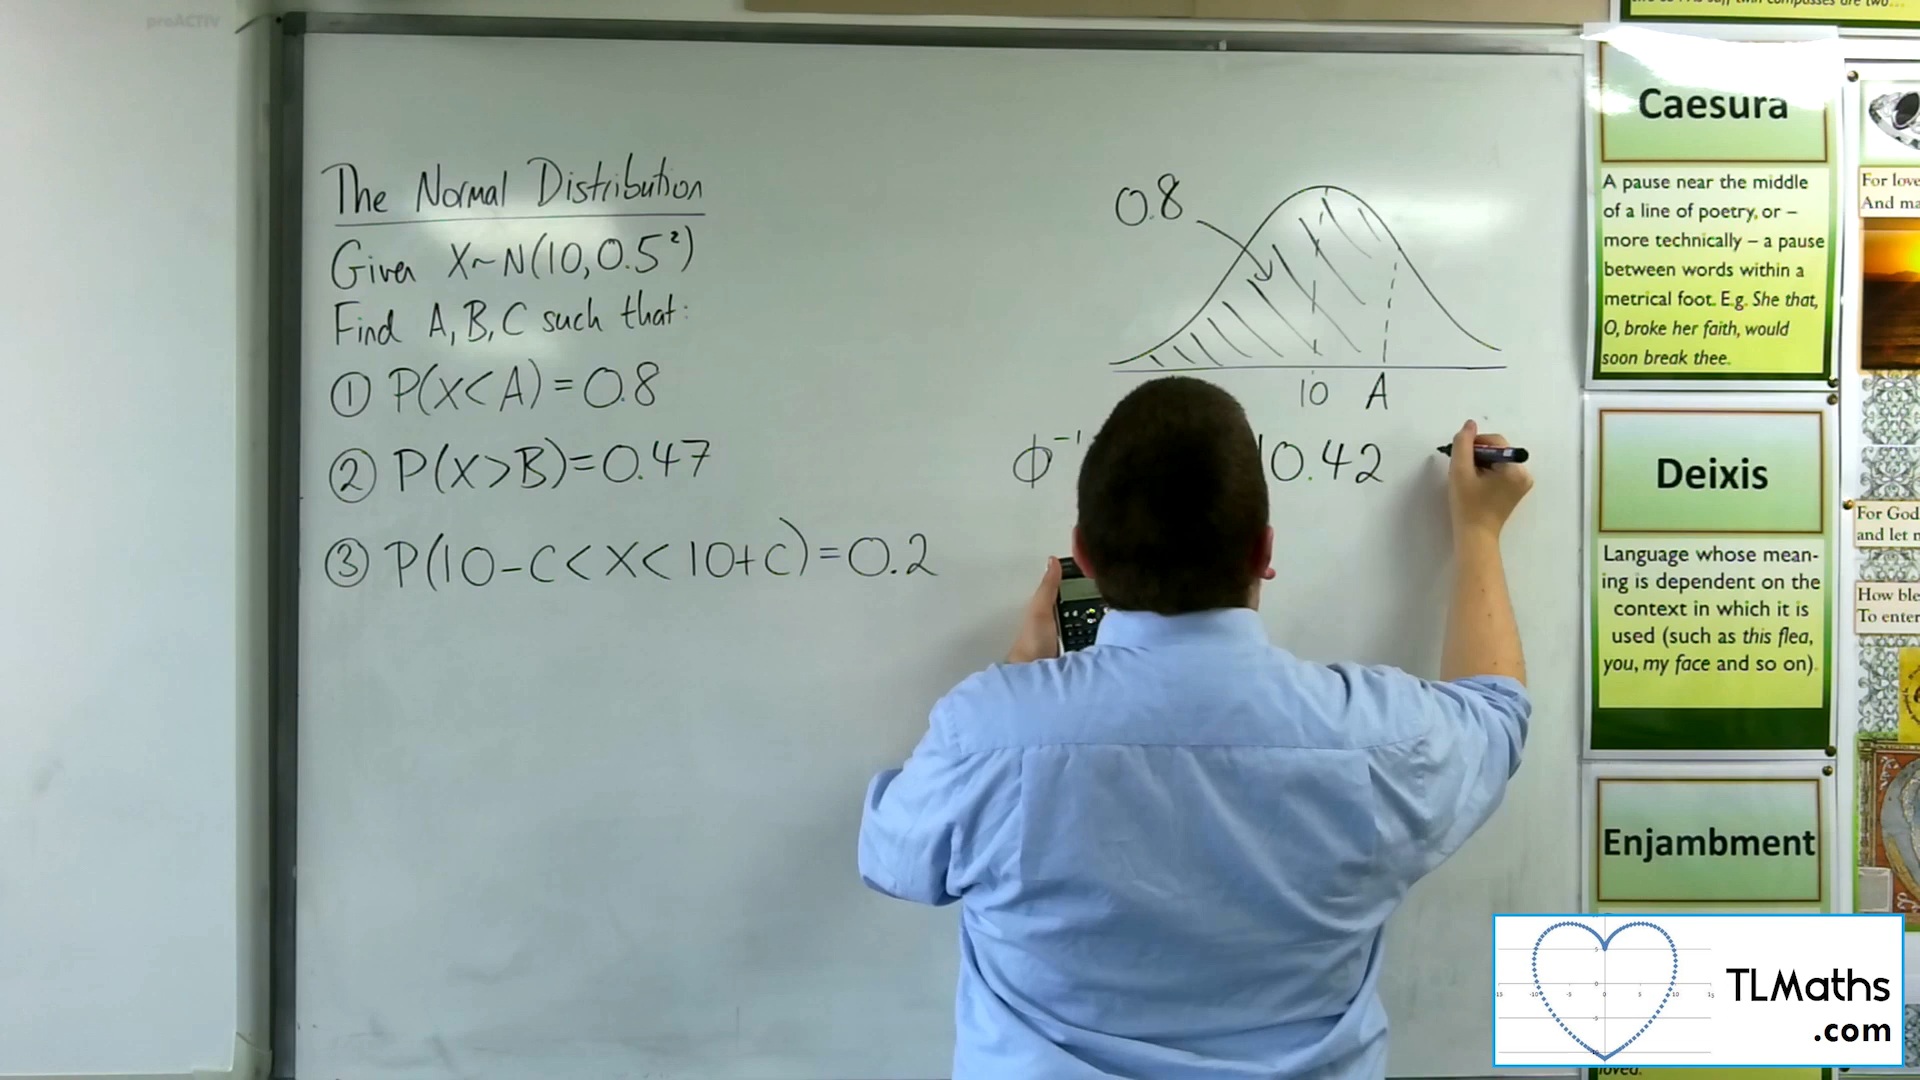 proACTIV
The Normal Distribution
Given X~N(10,0.5²)
Find A,B,C such that:
① P(X<A)=0.8
② P(X>B)=0.47
③ P(10-C<X<10+C)=0.2
0.8
10 A
Φ⁻¹
10.42
Caesura
A pause near the middle
of a line of poetry, or –
more technically – a pause
between words within a
metrical foot. E.g. She that,
O, broke her faith, would
soon break thee.
Deixis
Language whose mean-
ing is dependent on the
context in which it is
used (such as this flea,
you, my face and so on).
Enjambment
loved.
For love
And ma
For God
and let
How ble
To enter
TLMaths
.com